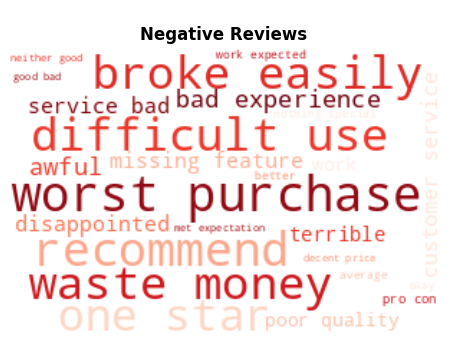 Negative Reviews
neither good
work expected
good bad
broke easily
service bad
bad experience
nothing special
difficult use
customer service
awful
missing feature
work
better
worst purchase
disappointed
met expectation
terrible
recommend
decent price
waste money
average
okay
pro con
one star
poor quality